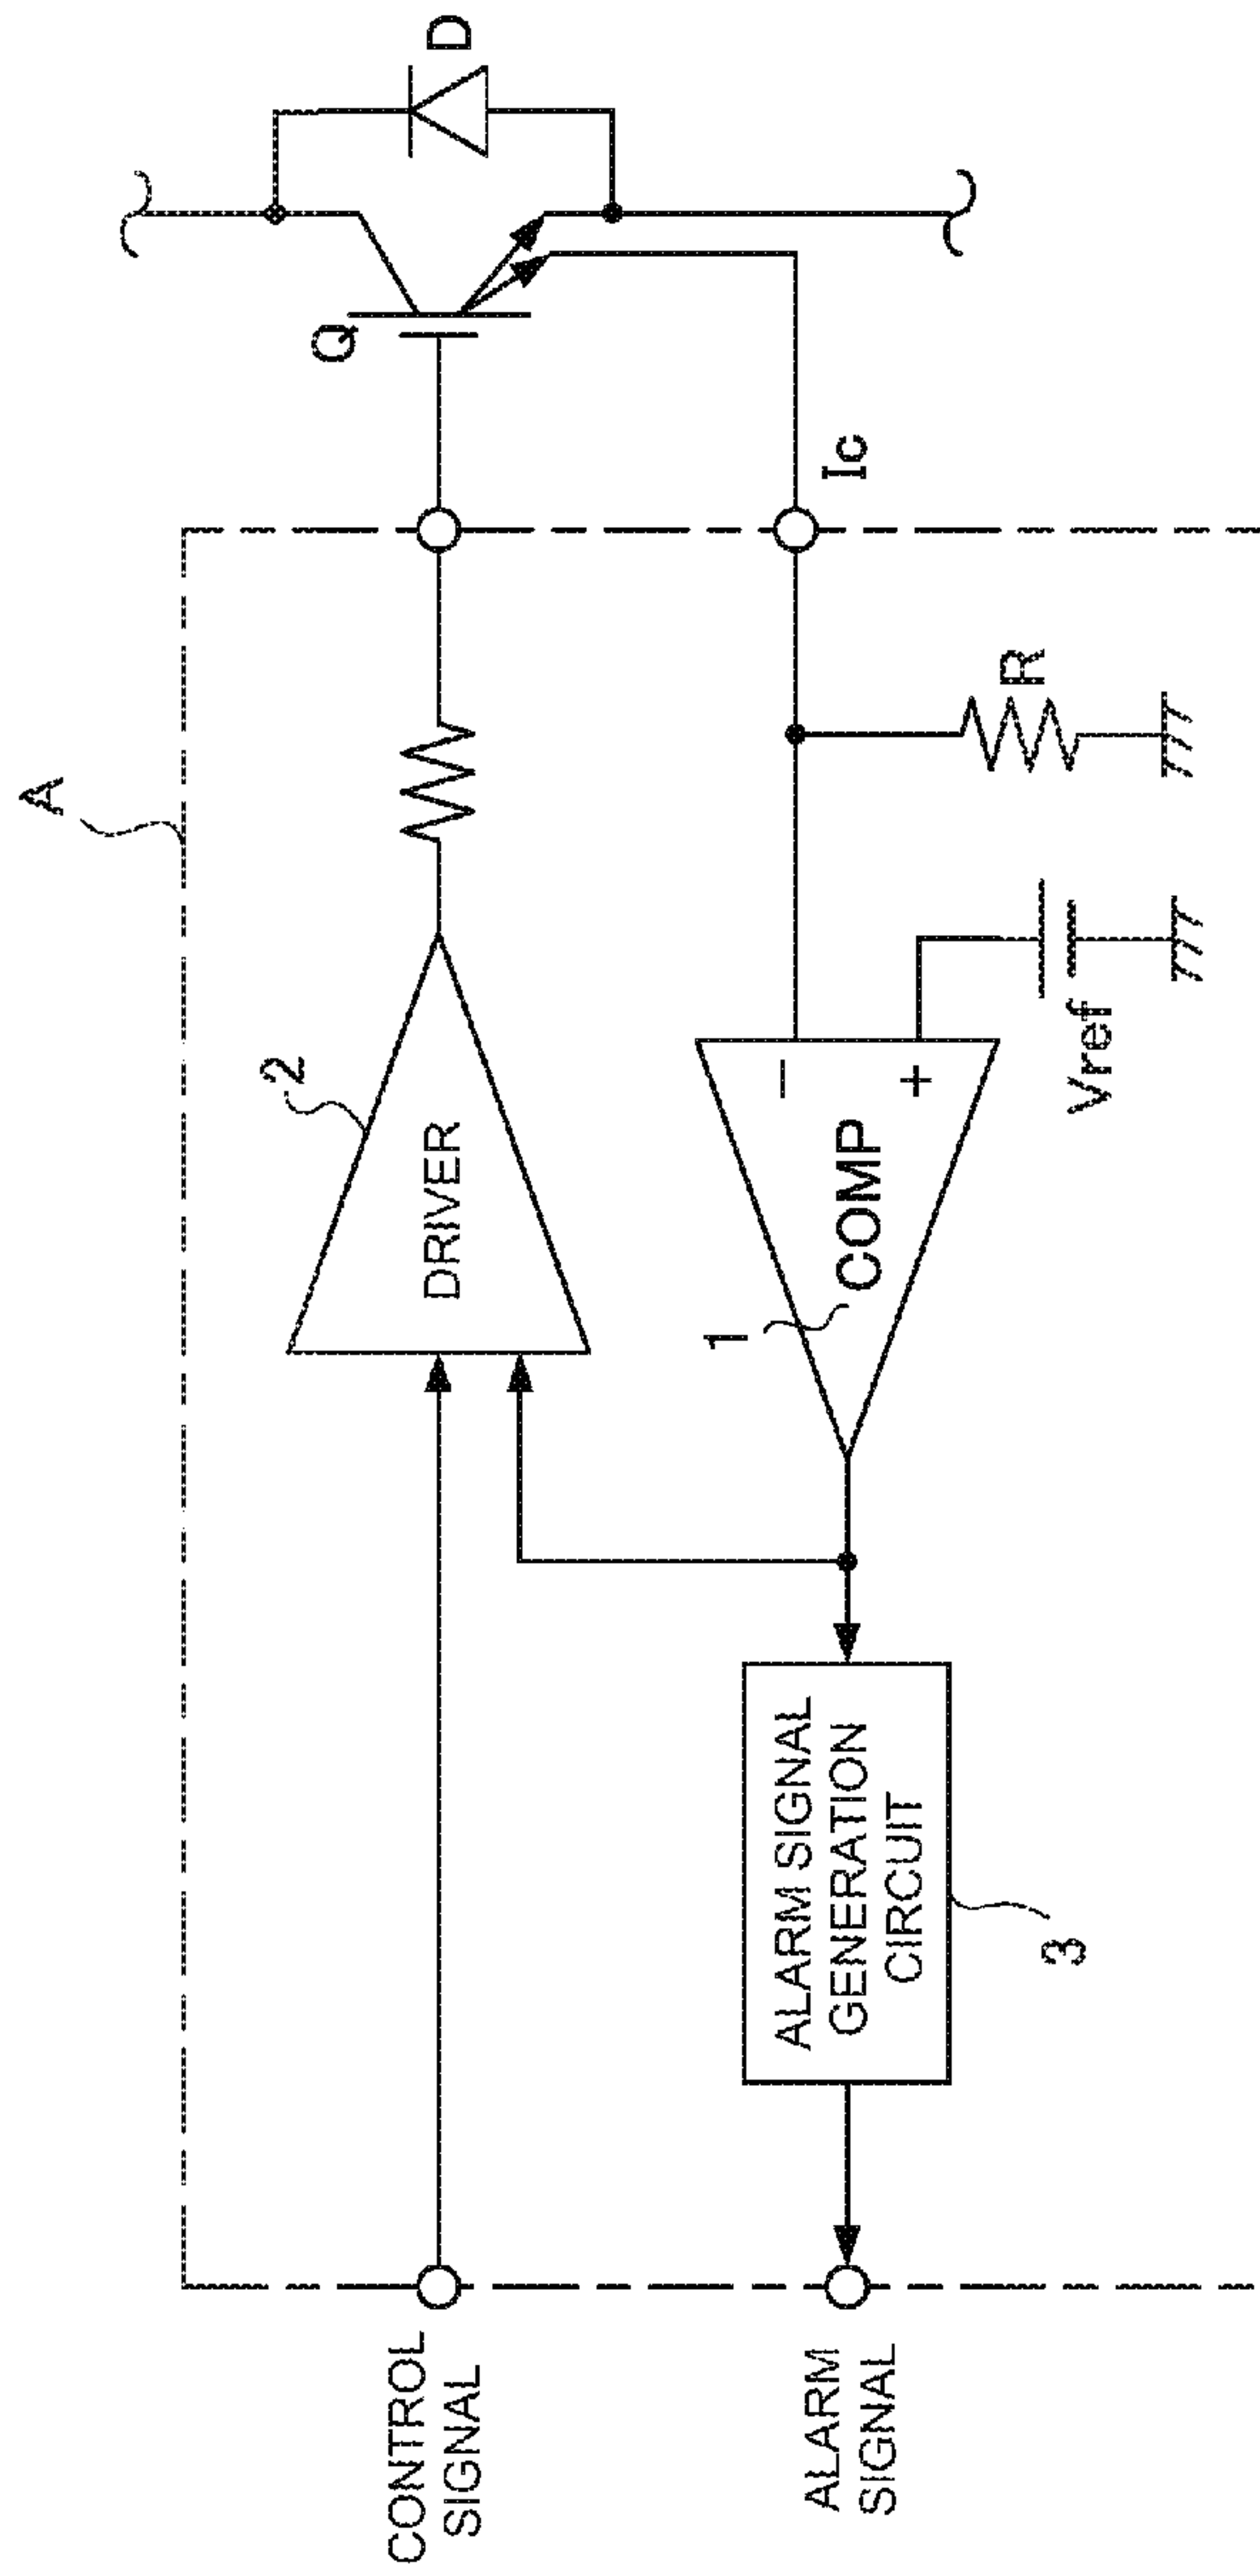 A
CONTROL
SIGNAL
2
DRIVER
Q
D
ALARM
SIGNAL
ALARM SIGNAL
GENERATION
CIRCUIT
3
1
COMP
−
+
Vref
R
Ic